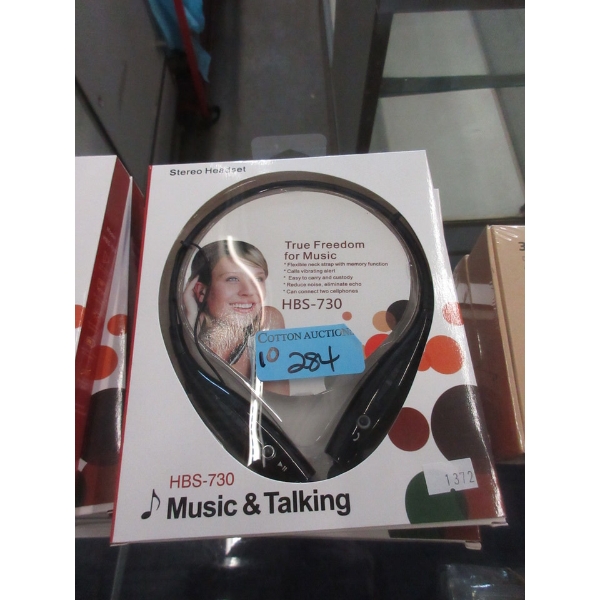 Stereo Headset
True Freedom
for Music
* Flexible neck strap with memory function
* Calls vibrating alert
* Easy to carry and custody
* Reduce noise, eliminate echo
* Can connect two cellphones
HBS-730
COTTON AUCTION
10 284
HBS-730
♪ Music & Talking
1372
3